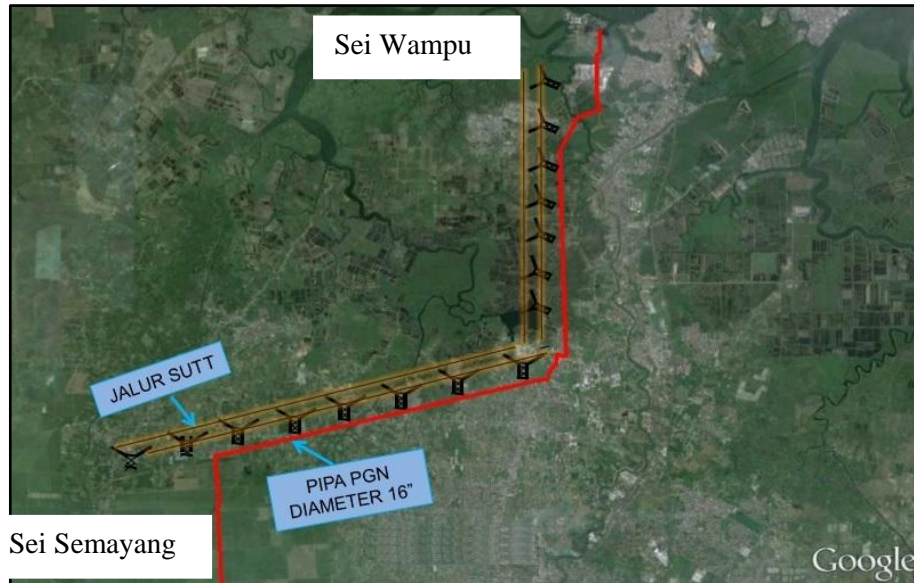 Sei Wampu
JALUR SUTT
PIPA PGN
DIAMETER 16”
Sei Semayang
Google